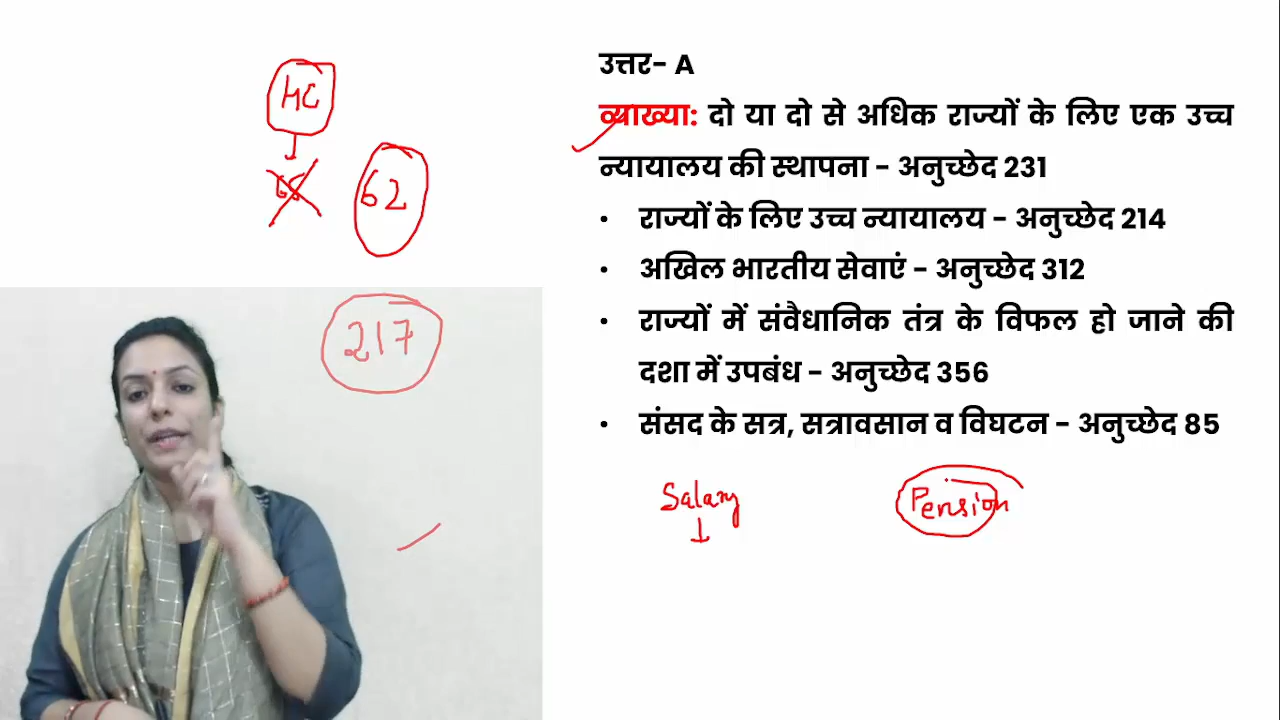 उत्तर- A
व्याख्या: दो या दो से अधिक राज्यों के लिए एक उच्च
न्यायालय की स्थापना - अनुच्छेद 231
• राज्यों के लिए उच्च न्यायालय - अनुच्छेद 214
• अखिल भारतीय सेवाएं - अनुच्छेद 312
• राज्यों में संवैधानिक तंत्र के विफल हो जाने की
दशा में उपबंध - अनुच्छेद 356
• संसद के सत्र, सत्रावसान व विघटन - अनुच्छेद 85
HC
62
217
Salary
Pension